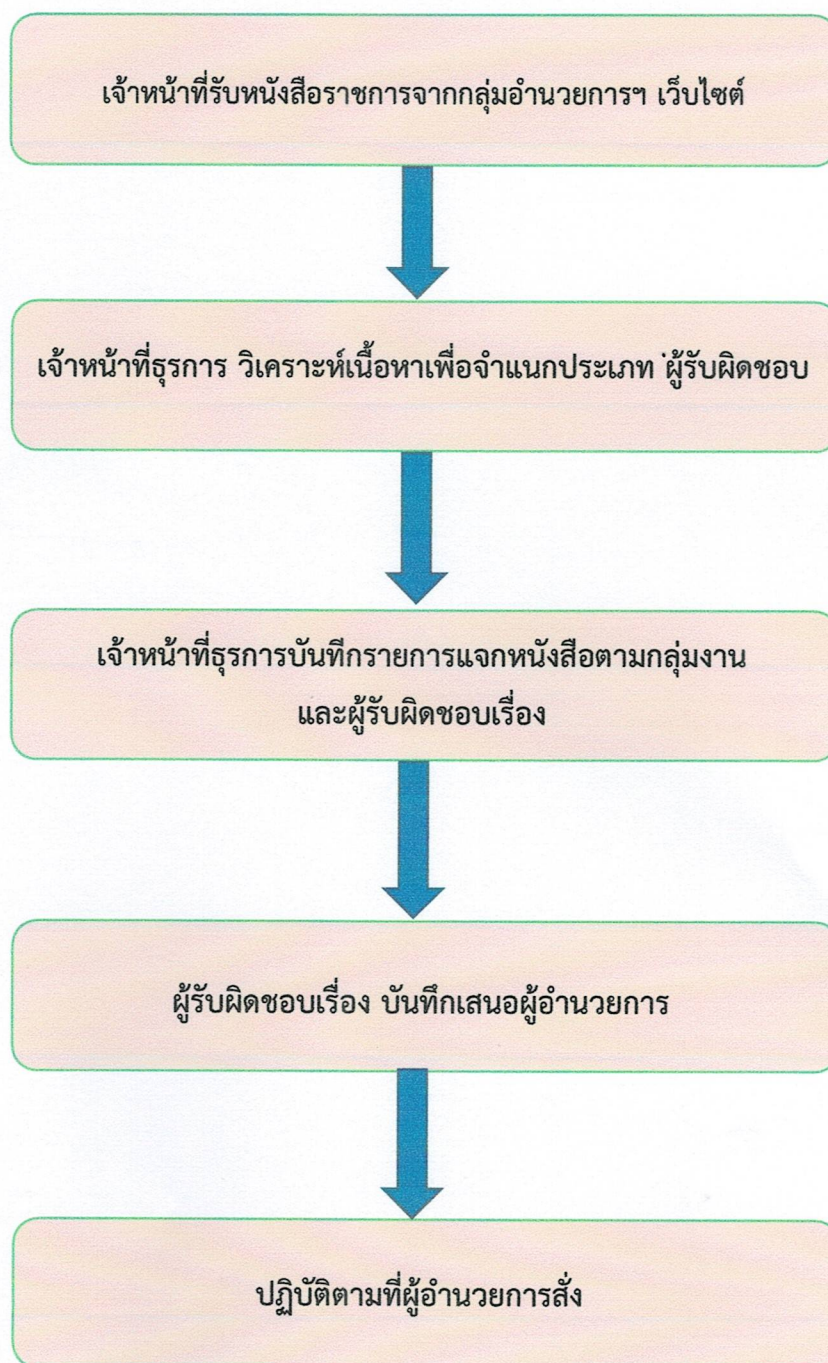 เจ้าหน้าที่รับหนังสือราชการจากกลุ่มอำนวยการฯ เว็บไซต์
เจ้าหน้าที่ธุรการ วิเคราะห์เนื้อหาเพื่อจำแนกประเภท ผู้รับผิดชอบ
เจ้าหน้าที่ธุรการบันทึกรายการแจกหนังสือตามกลุ่มงาน
และผู้รับผิดชอบเรื่อง
ผู้รับผิดชอบเรื่อง บันทึกเสนอผู้อำนวยการ
ปฏิบัติตามที่ผู้อำนวยการสั่ง